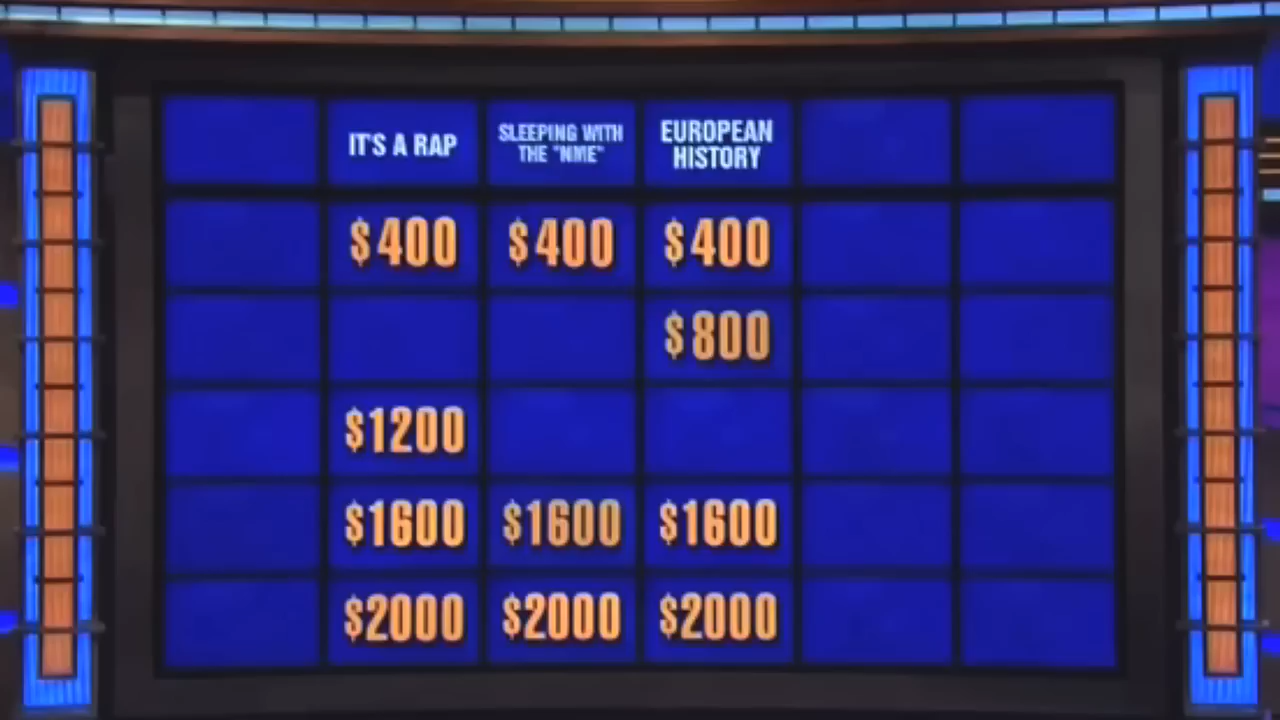 IT'S A RAP
SLEEPING WITH
THE "NME"
EUROPEAN
HISTORY
$400 $400 $400
$800
$1200
$1600 $1600 $1600
$2000 $2000 $2000